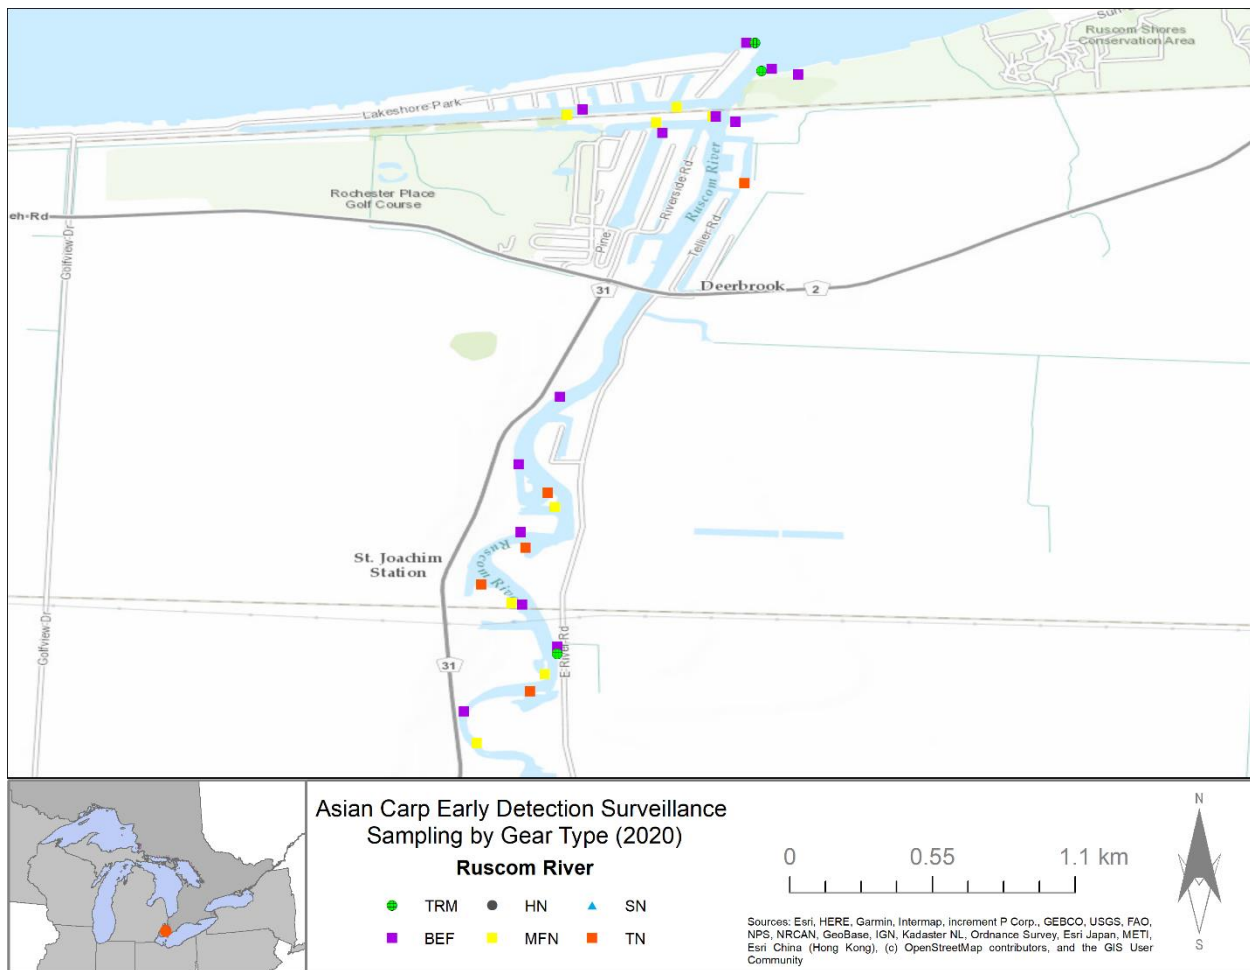 Sun
Ruscom Shores
Conservation Area
Lakeshore Park
Rochester Place
Golf Course
Riverside Rd
Ruscom River
eh-Rd
Golfview Dr
Pine
Tellier Rd
Deerbrook
31
2
St. Joachim
Station
Ruscom River
E River Rd
Golfview Dr
31
Asian Carp Early Detection Surveillance
Sampling by Gear Type (2020)
Ruscom River
TRM HN SN
BEF MFN TN
0 0.55 1.1 km
N
S
Sources: Esri, HERE, Garmin, Intermap, increment P Corp., GEBCO, USGS, FAO,
NPS, NRCAN, GeoBase, IGN, Kadaster NL, Ordnance Survey, Esri Japan, METI,
Esri China (Hong Kong), (c) OpenStreetMap contributors, and the GIS User
Community